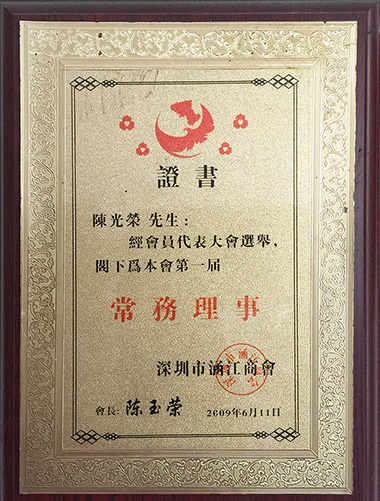 證書
陳光榮 先生：
經會員代表大會選舉，
閣下爲本會第一届
常務理事
深圳市涵江商會
會長: 陈玉荣 2009年6月11日